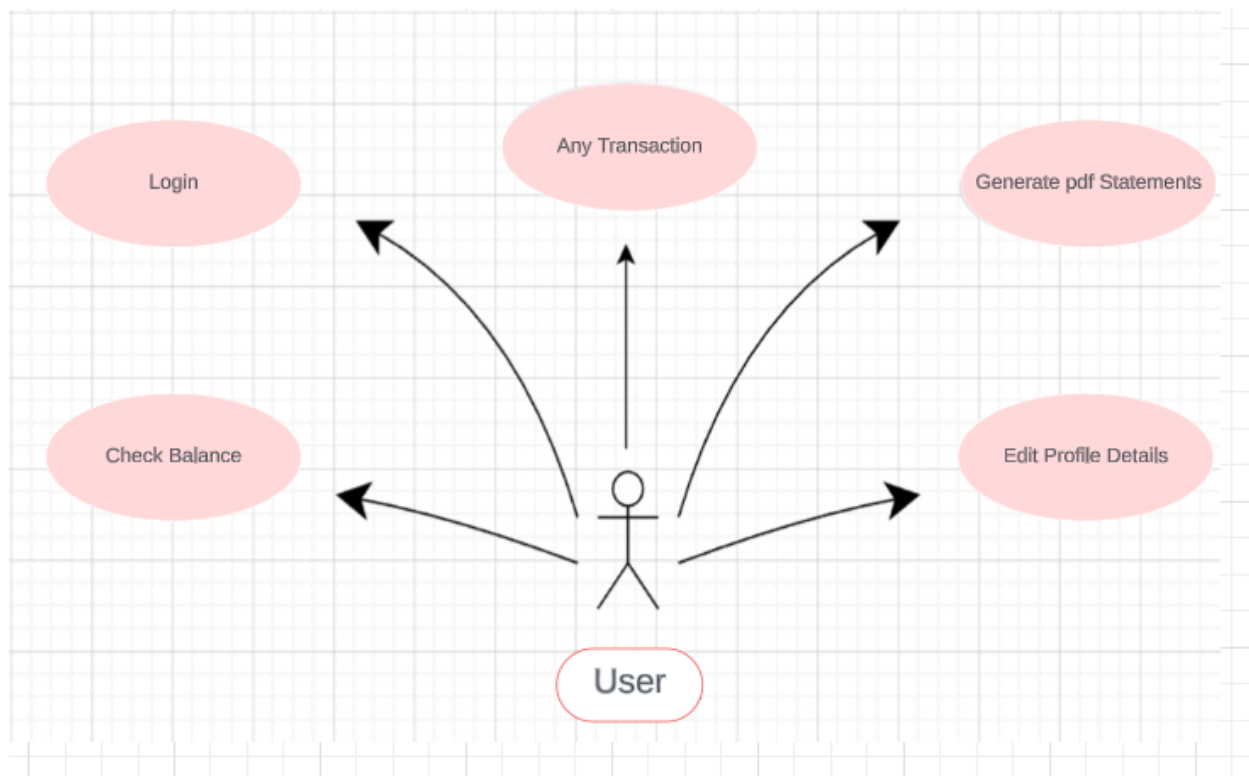 Any Transaction
Login
Generate pdf Statements
Check Balance
Edit Profile Details
User